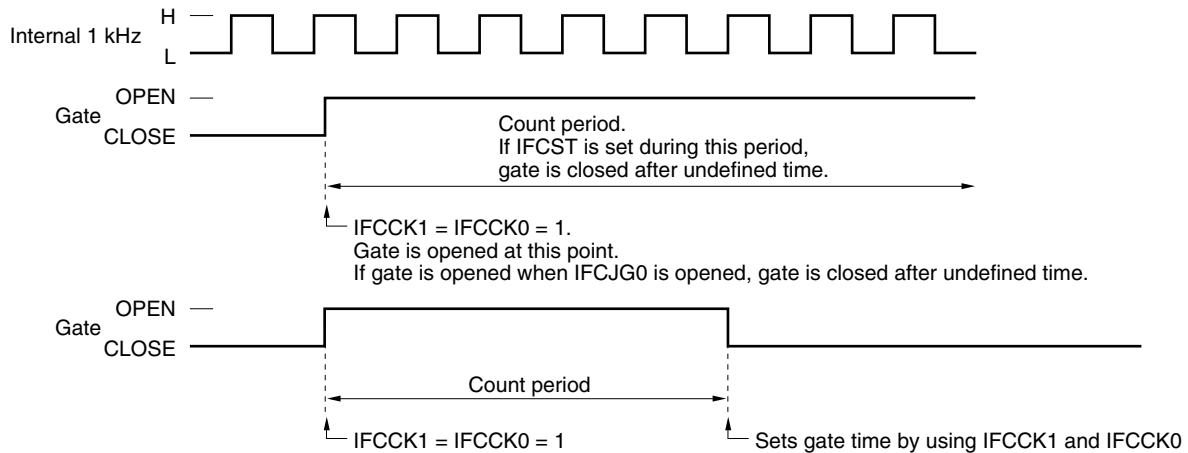 H
Internal 1 kHz
L
OPEN
Gate
CLOSE
Count period.
If IFCST is set during this period,
gate is closed after undefined time.
IFCCK1 = IFCCK0 = 1.
Gate is opened at this point.
If gate is opened when IFCJG0 is opened, gate is closed after undefined time.
OPEN
Gate
CLOSE
Count period
IFCCK1 = IFCCK0 = 1
Sets gate time by using IFCCK1 and IFCCK0